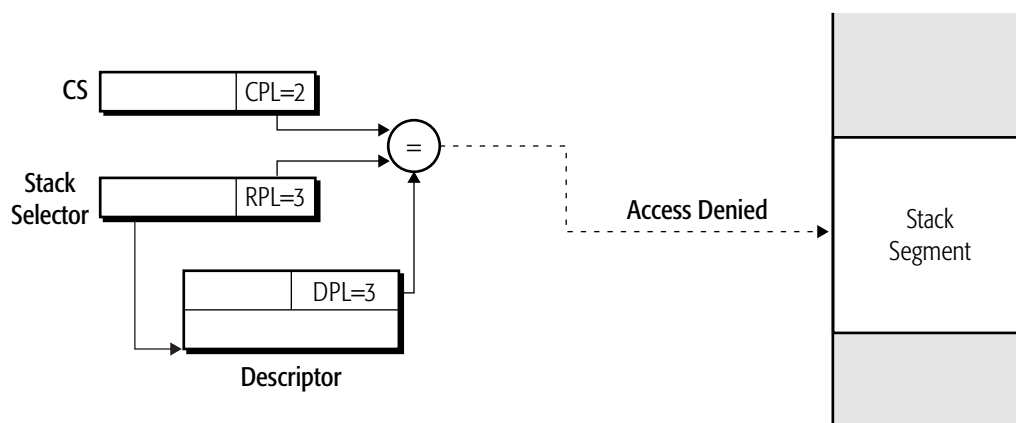 CS
CPL=2
=
Stack
Selector
RPL=3
Access Denied
Stack
Segment
DPL=3
Descriptor